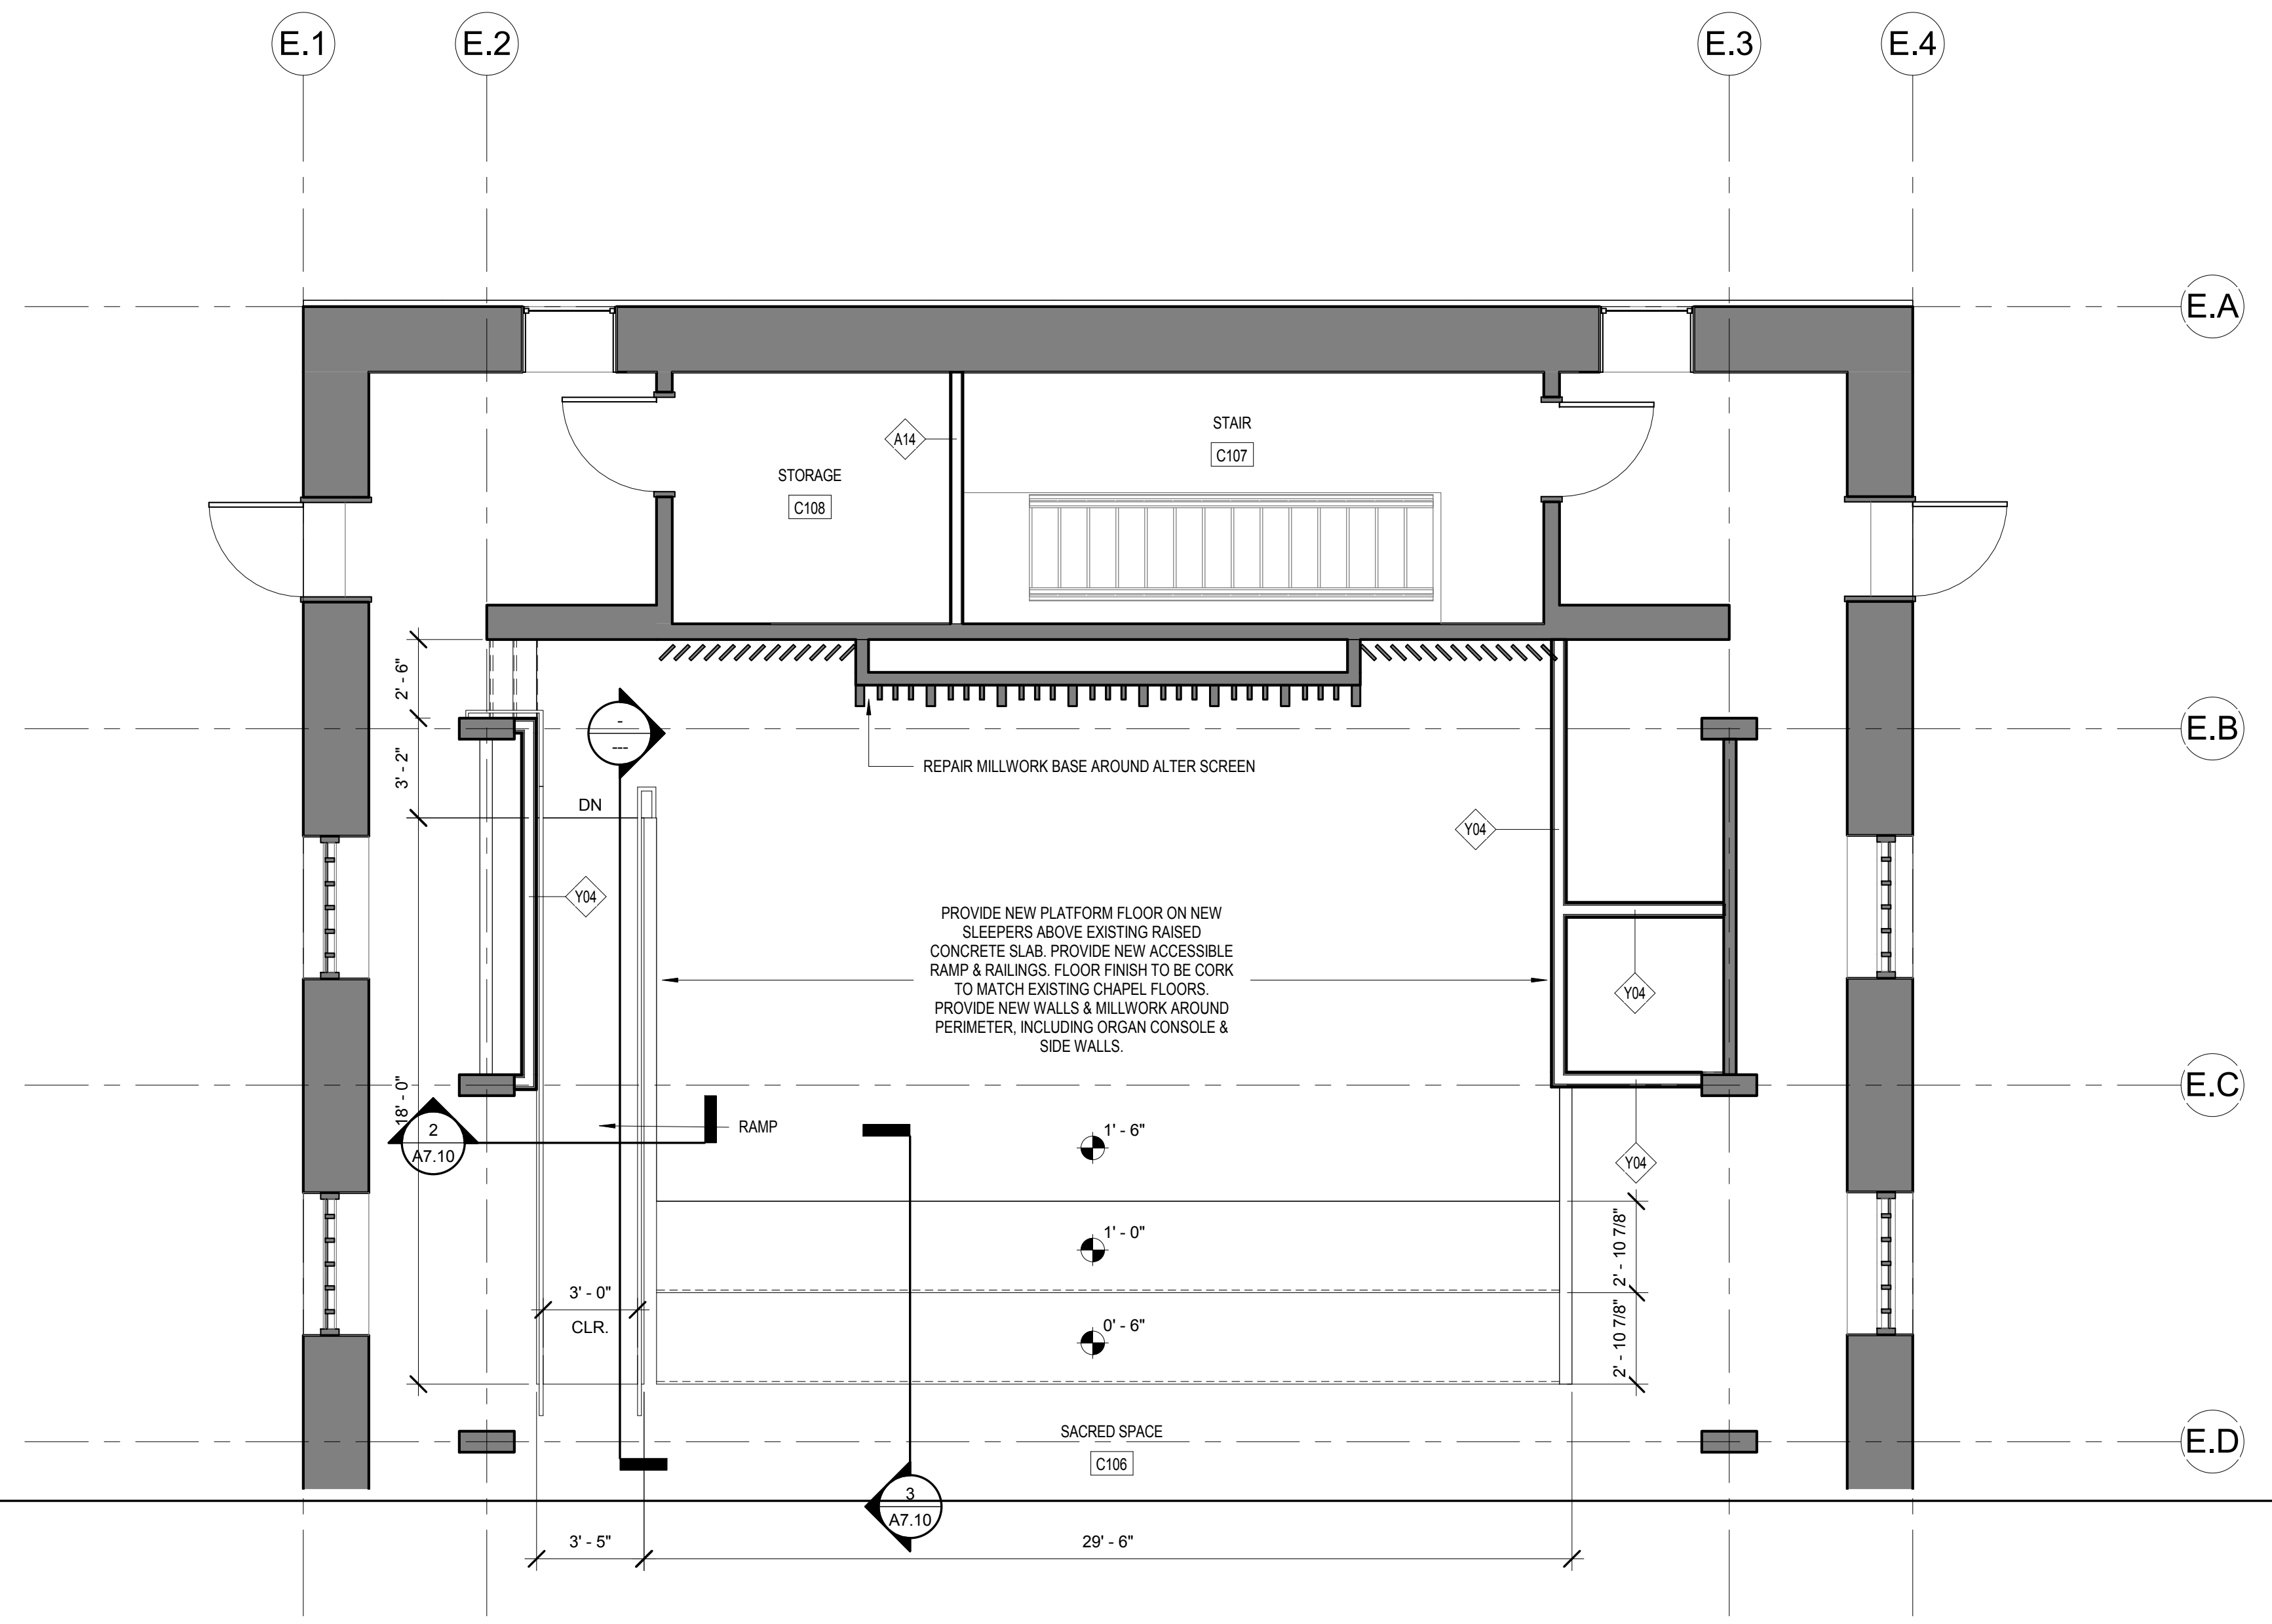 E.1
E.2
E.3
E.4
E.A
STAIR
C107
A14
STORAGE
C108
2' - 6"
E.B
-
---
3' - 2"
REPAIR MILLWORK BASE AROUND ALTER SCREEN
DN
Y04
Y04
PROVIDE NEW PLATFORM FLOOR ON NEW
SLEEPERS ABOVE EXISTING RAISED
CONCRETE SLAB. PROVIDE NEW ACCESSIBLE
RAMP & RAILINGS. FLOOR FINISH TO BE CORK
TO MATCH EXISTING CHAPEL FLOORS.
PROVIDE NEW WALLS & MILLWORK AROUND
PERIMETER, INCLUDING ORGAN CONSOLE &
SIDE WALLS.
Y04
E.C
18' - 0"
2
A7.10
RAMP
1' - 6"
Y04
1' - 0"
2' - 10 7/8"
3' - 0"
CLR.
0' - 6"
2' - 10 7/8"
SACRED SPACE
C106
E.D
3
A7.10
3' - 5"
29' - 6"